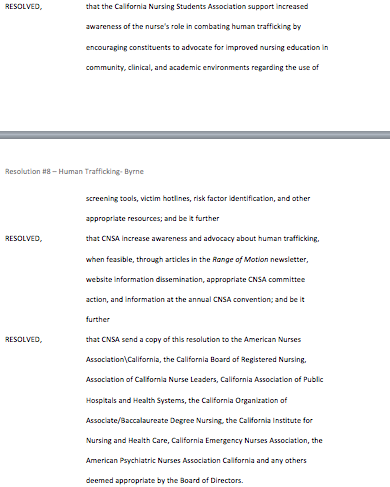 RESOLVED, that the California Nursing Students Association support increased
awareness of the nurse's role in combating human trafficking by
encouraging constituents to advocate for improved nursing education in
community, clinical, and academic environments regarding the use of
Resolution #8 – Human Trafficking- Byrne
screening tools, victim hotlines, risk factor identification, and other
appropriate resources; and be it further
RESOLVED, that CNSA increase awareness and advocacy about human trafficking,
when feasible, through articles in the Range of Motion newsletter,
website information dissemination, appropriate CNSA committee
action, and information at the annual CNSA convention; and be it
further
RESOLVED, that CNSA send a copy of this resolution to the American Nurses
Association\California, the California Board of Registered Nursing,
Association of California Nurse Leaders, California Association of Public
Hospitals and Health Systems, the California Organization of
Associate/Baccalaureate Degree Nursing, the California Institute for
Nursing and Health Care, California Emergency Nurses Association, the
American Psychiatric Nurses Association California and any others
deemed appropriate by the Board of Directors.